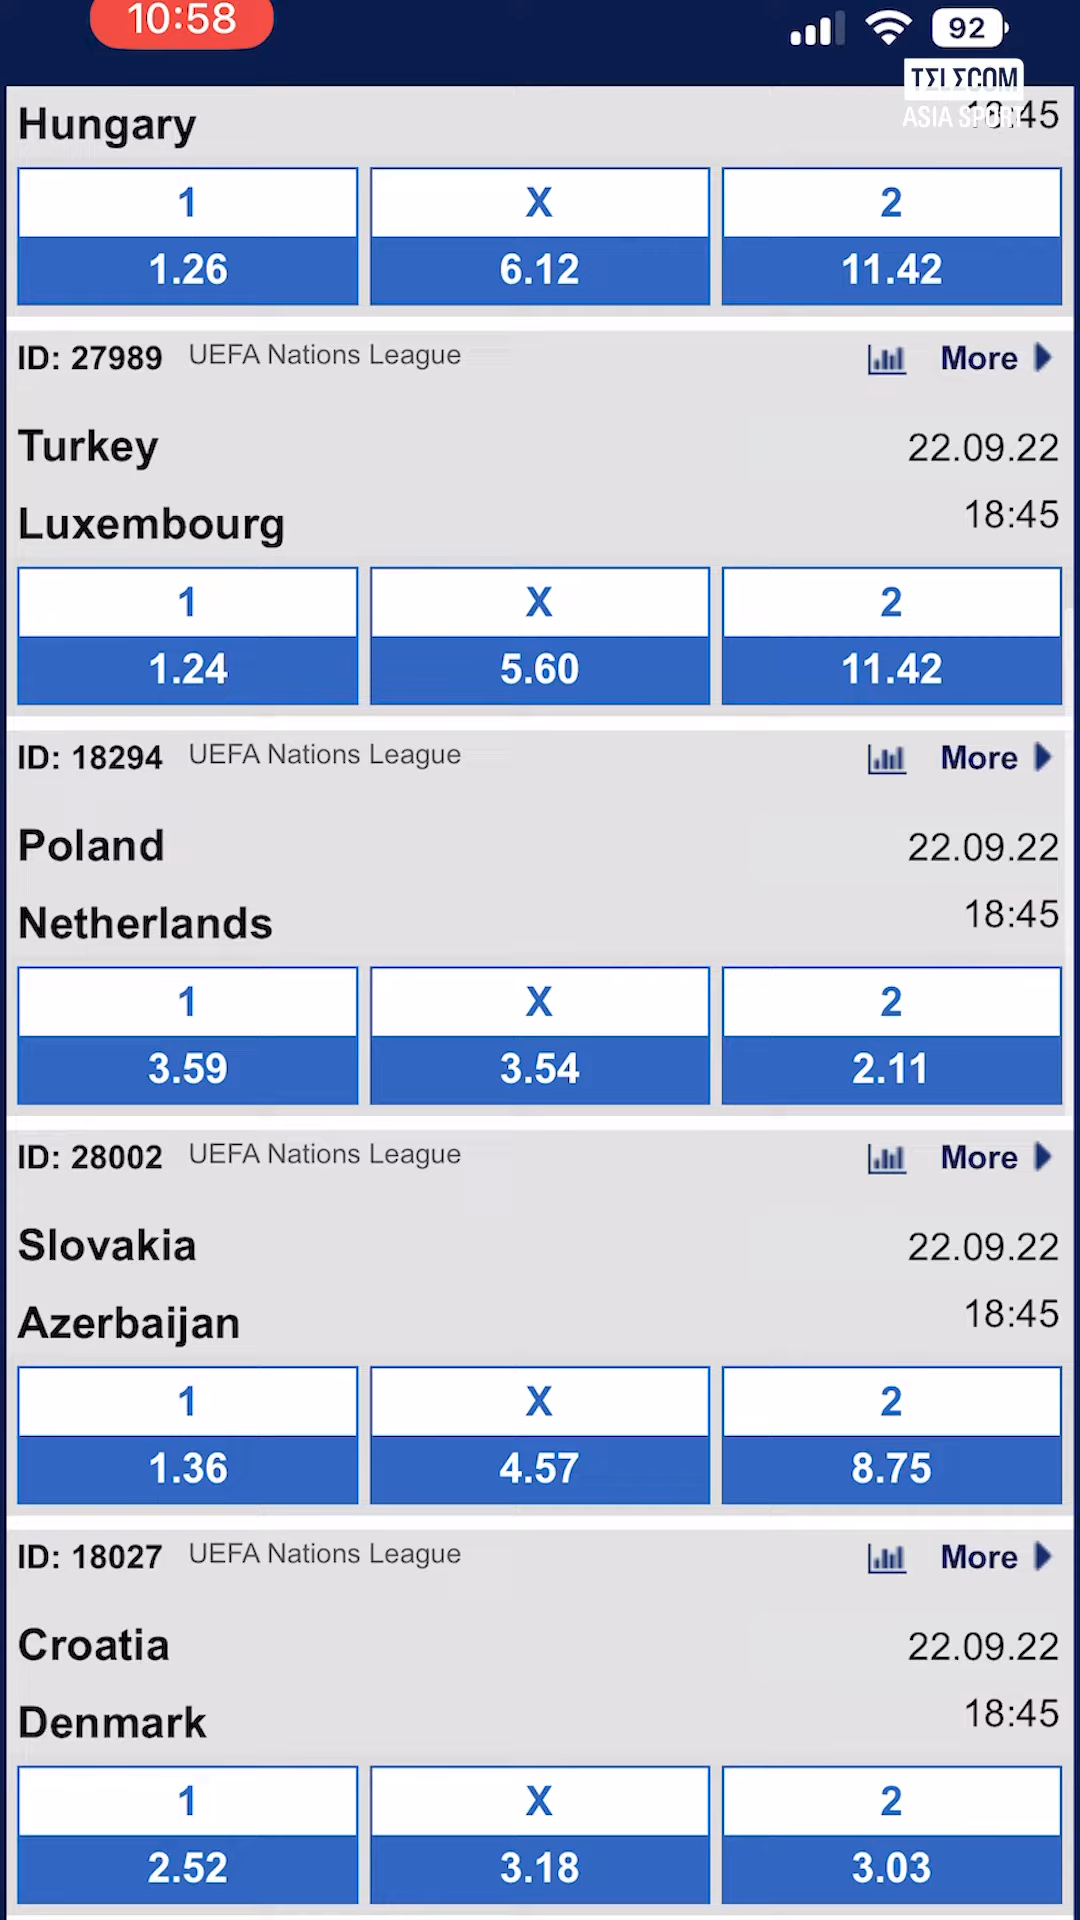 10:58
92
TΣLΣCOM
ASIA SPORT
Hungary
18:45
1 X 2
1.26 6.12 11.42
ID: 27989 UEFA Nations League More
Turkey 22.09.22
Luxembourg 18:45
1 X 2
1.24 5.60 11.42
ID: 18294 UEFA Nations League More
Poland 22.09.22
Netherlands 18:45
1 X 2
3.59 3.54 2.11
ID: 28002 UEFA Nations League More
Slovakia 22.09.22
Azerbaijan 18:45
1 X 2
1.36 4.57 8.75
ID: 18027 UEFA Nations League More
Croatia 22.09.22
Denmark 18:45
1 X 2
2.52 3.18 3.03